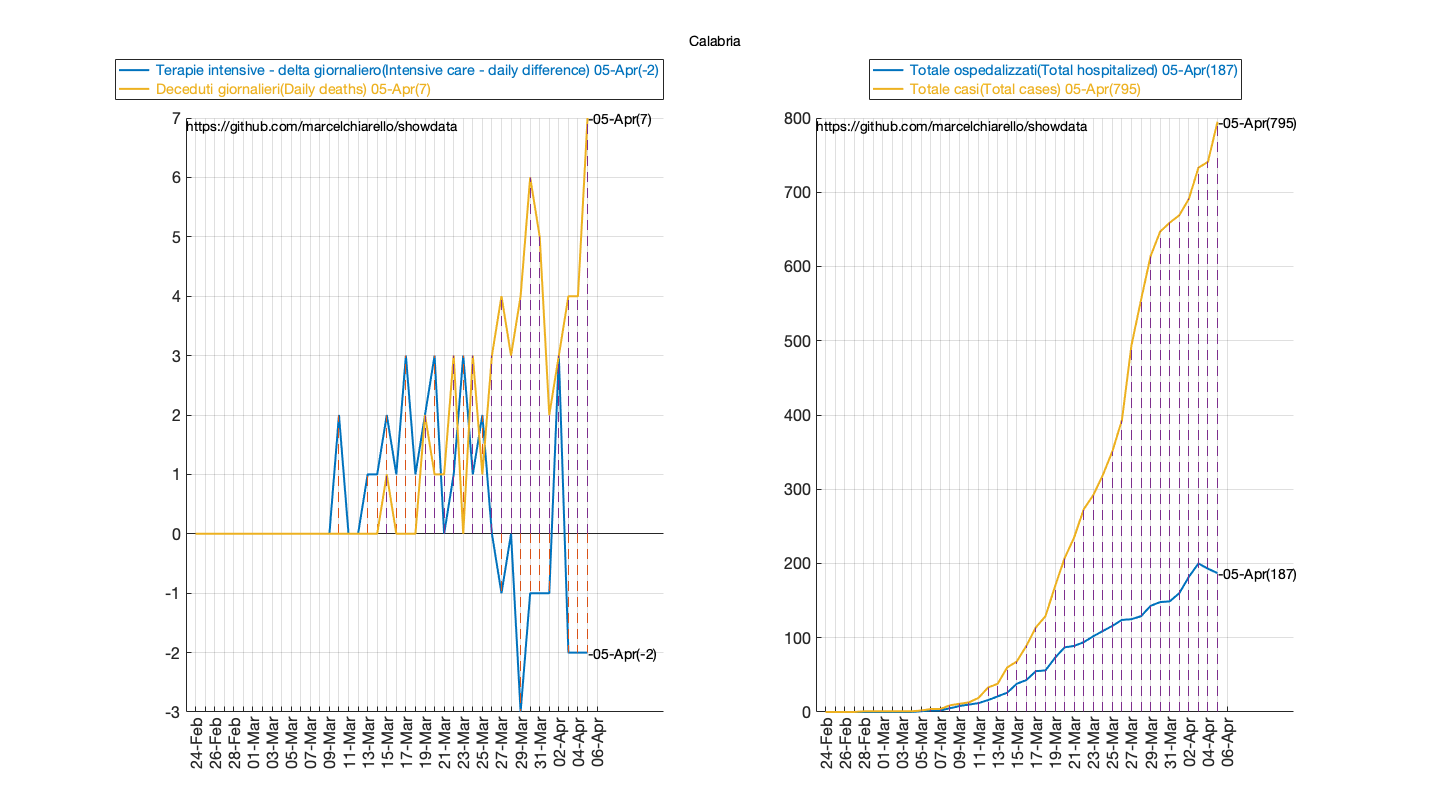 Calabria
Terapie intensive - delta giornaliero(Intensive care - daily difference) 05-Apr(-2)
Deceduti giornalieri(Daily deaths) 05-Apr(7)
7
https://github.com/marcelchiarello/showdata
-05-Apr(7)
6
5
4
3
2
1
0
-1
-2
-05-Apr(-2)
-3
24-Feb
26-Feb
28-Feb
01-Mar
03-Mar
05-Mar
07-Mar
09-Mar
11-Mar
13-Mar
15-Mar
17-Mar
19-Mar
21-Mar
23-Mar
25-Mar
27-Mar
29-Mar
31-Mar
02-Apr
04-Apr
06-Apr
Totale ospedalizzati(Total hospitalized) 05-Apr(187)
Totale casi(Total cases) 05-Apr(795)
800
https://github.com/marcelchiarello/showdata
-05-Apr(795)
700
600
500
400
300
200
-05-Apr(187)
100
0
24-Feb
26-Feb
28-Feb
01-Mar
03-Mar
05-Mar
07-Mar
09-Mar
11-Mar
13-Mar
15-Mar
17-Mar
19-Mar
21-Mar
23-Mar
25-Mar
27-Mar
29-Mar
31-Mar
02-Apr
04-Apr
06-Apr